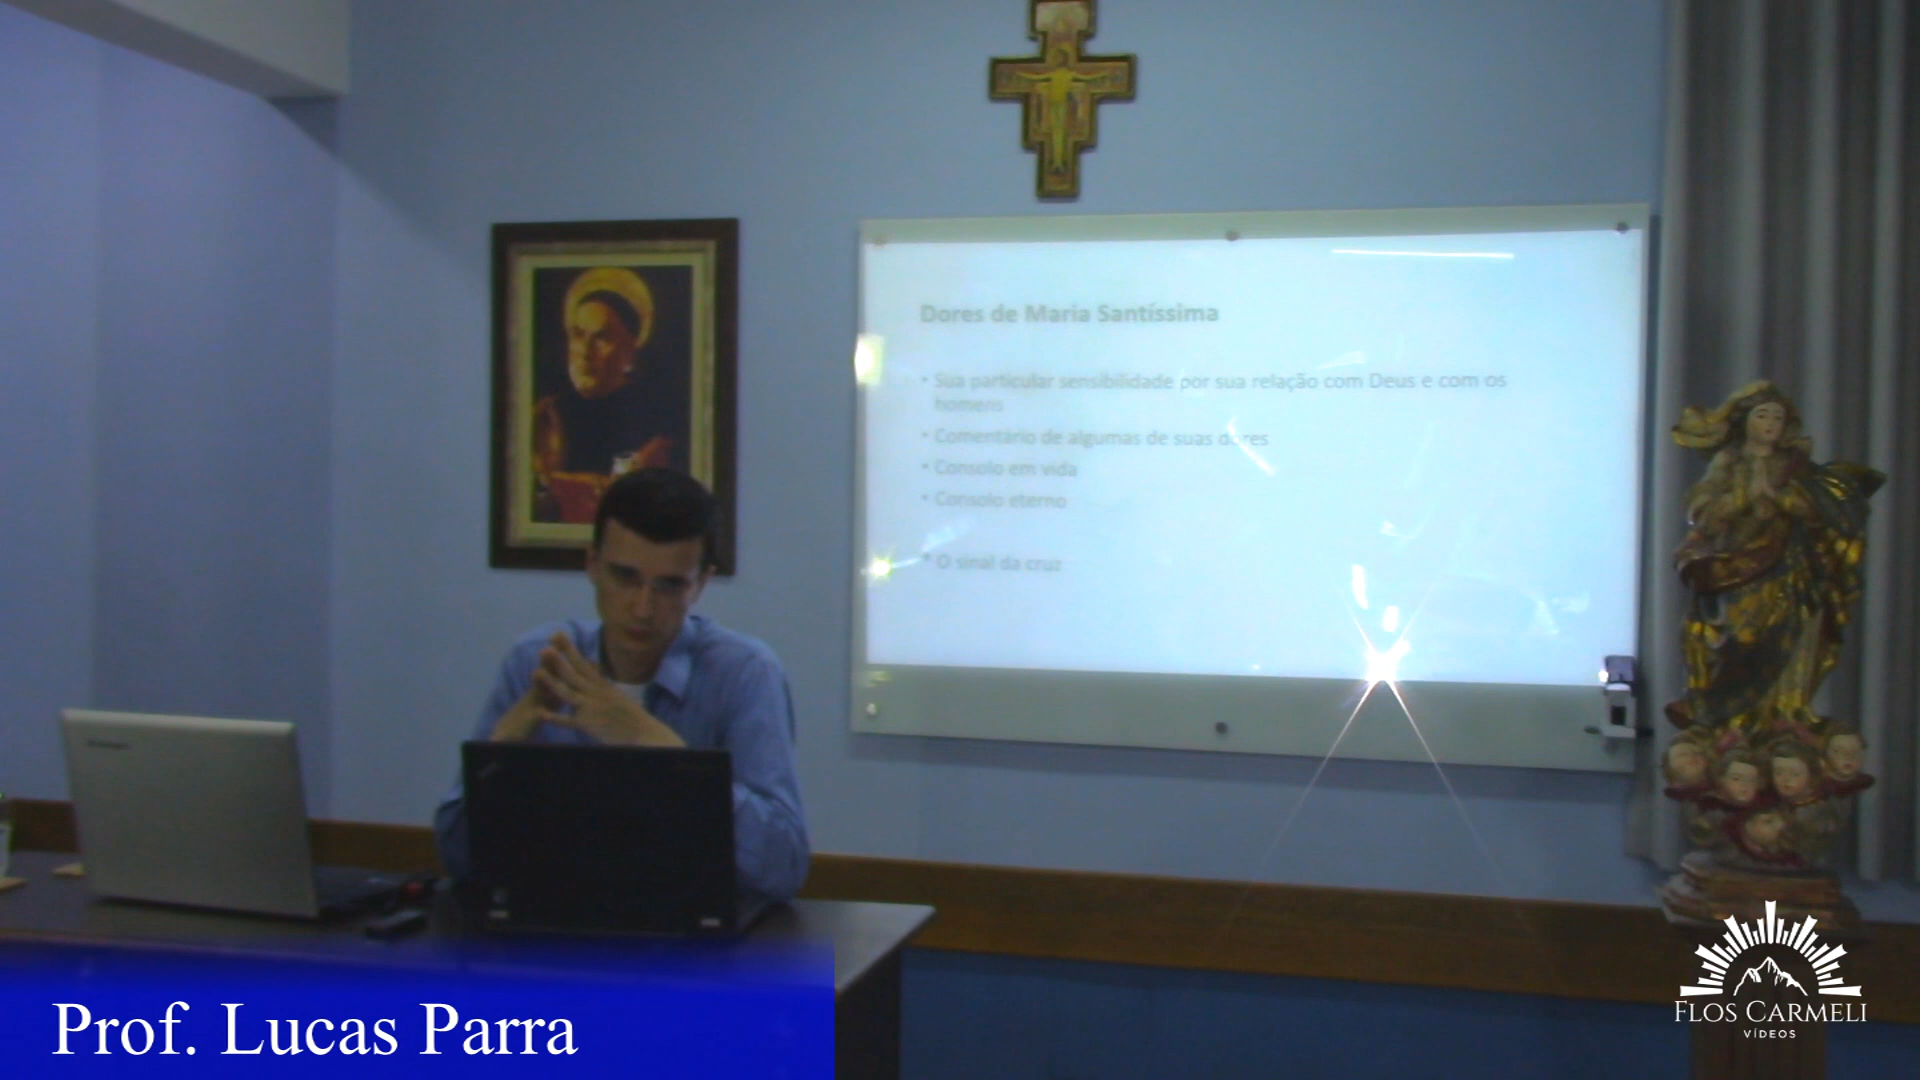 Dores de Maria Santíssima
• Sua particular sensibilidade por sua relação com Deus e com os
homens
• Comentário de algumas de suas dores
• Consolo em vida
• Consolo eterno
* O sinal da cruz
Prof. Lucas Parra
FLOS CARMELI
VÍDEOS